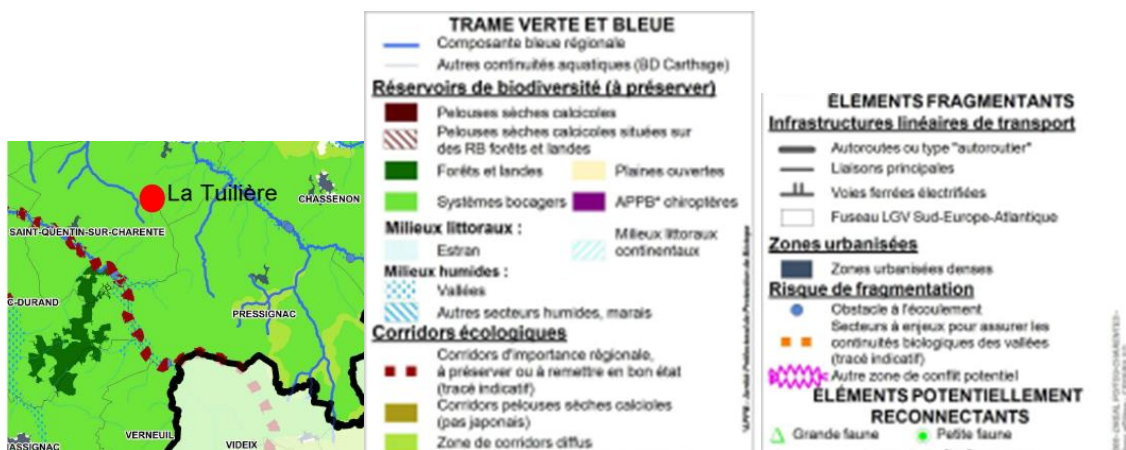 La Tuilière
CHASSENON
SAINT-QUENTIN-SUR-CHARENTE
C-DURAND
PRESSIGNAC
VERNEUIL
VIDEIX
MASSIGNAC
TRAME VERTE ET BLEUE
Composante bleue régionale
Autres continuités aquatiques (BD Carthage)
Réservoirs de biodiversité (à préserver)
Pelouses sèches calcicoles
Pelouses sèches calcicoles situées sur
des RB forêts et landes
Forêts et landes
Plaines ouvertes
Systèmes bocagers
APPB* chiroptères
Milieux littoraux :
Estran
Milieux littoraux
continentaux
Milieux humides :
Vallées
Autres secteurs humides, marais
Corridors écologiques
Corridors d'importance régionale,
à préserver ou à remettre en bon état
(tracé indicatif)
Corridors pelouses sèches calcicoles
(pas japonais)
Zone de corridors diffus
ÉLÉMENTS FRAGMENTANTS
Infrastructures linéaires de transport
Autoroutes ou type "autoroutier"
Liaisons principales
Voies ferrées électrifiées
Fuseau LGV Sud-Europe-Atlantique
Zones urbanisées
Zones urbanisées denses
Risque de fragmentation
Obstacle à l'écoulement
Secteurs à enjeux pour assurer les
continuités biologiques des vallées
(tracé indicatif)
Autre zone de conflit potentiel
ÉLÉMENTS POTENTIELLEMENT
RECONNECTANTS
Grande faune
Petite faune